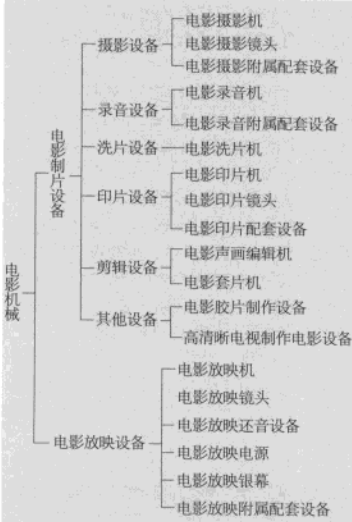 电影机械
电影制片设备
摄影设备
电影摄影机
电影摄影镜头
电影摄影附属配套设备
录音设备
电影录音机
电影录音附属配套设备
洗片设备
电影洗片机
印片设备
电影印片机
电影印片镜头
电影印片配套设备
剪辑设备
电影声画编辑机
电影套片机
其他设备
电影胶片制作设备
高清晰电视制作电影设备
电影放映设备
电影放映机
电影放映镜头
电影放映还音设备
电影放映电源
电影放映银幕
电影放映附属配套设备